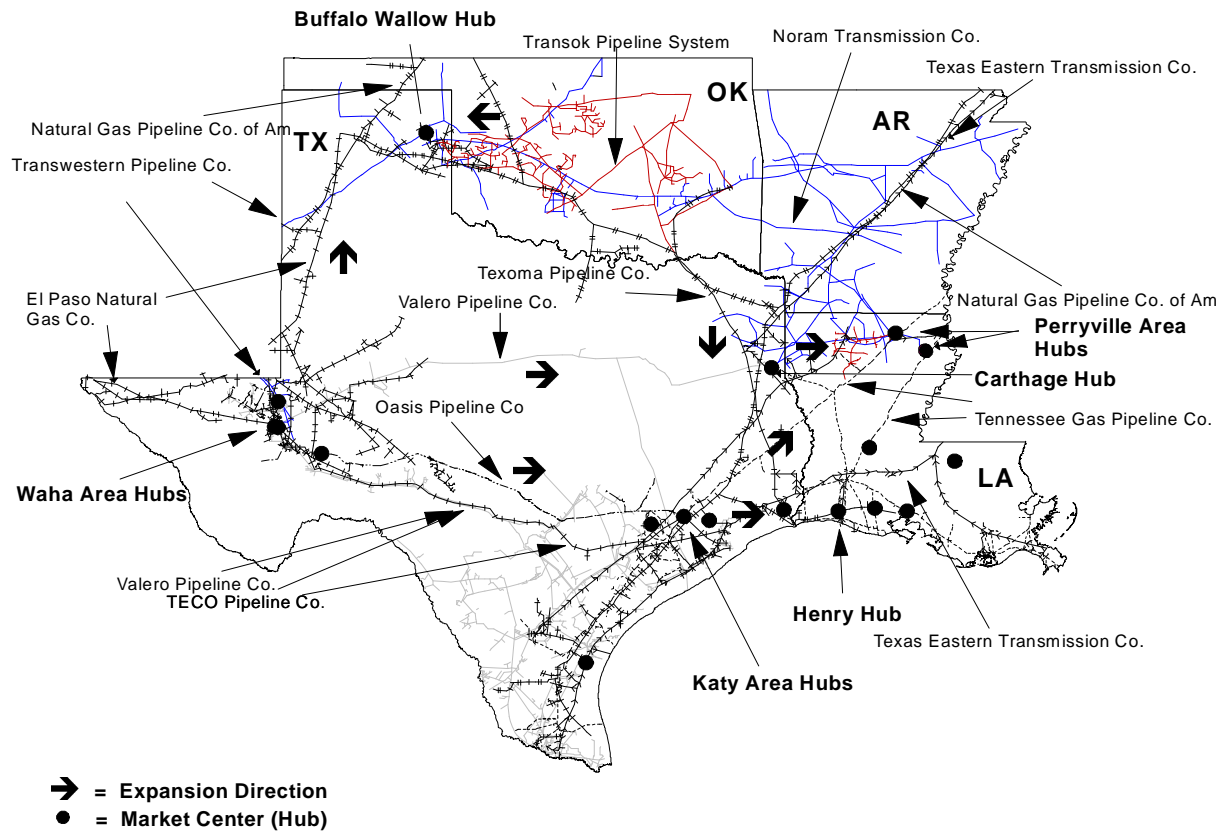 Buffalo Wallow Hub
Transok Pipeline System
Noram Transmission Co.
Texas Eastern Transmission Co.
OK
AR
Natural Gas Pipeline Co. of Am.
TX
Transwestern Pipeline Co.
Texoma Pipeline Co.
El Paso Natural
Gas Co.
Valero Pipeline Co.
Natural Gas Pipeline Co. of Am
Perryville Area
Hubs
Carthage Hub
Oasis Pipeline Co
Tennessee Gas Pipeline Co.
LA
Waha Area Hubs
Valero Pipeline Co.
TECO Pipeline Co.
Henry Hub
Texas Eastern Transmission Co.
Katy Area Hubs
= Expansion Direction
= Market Center (Hub)